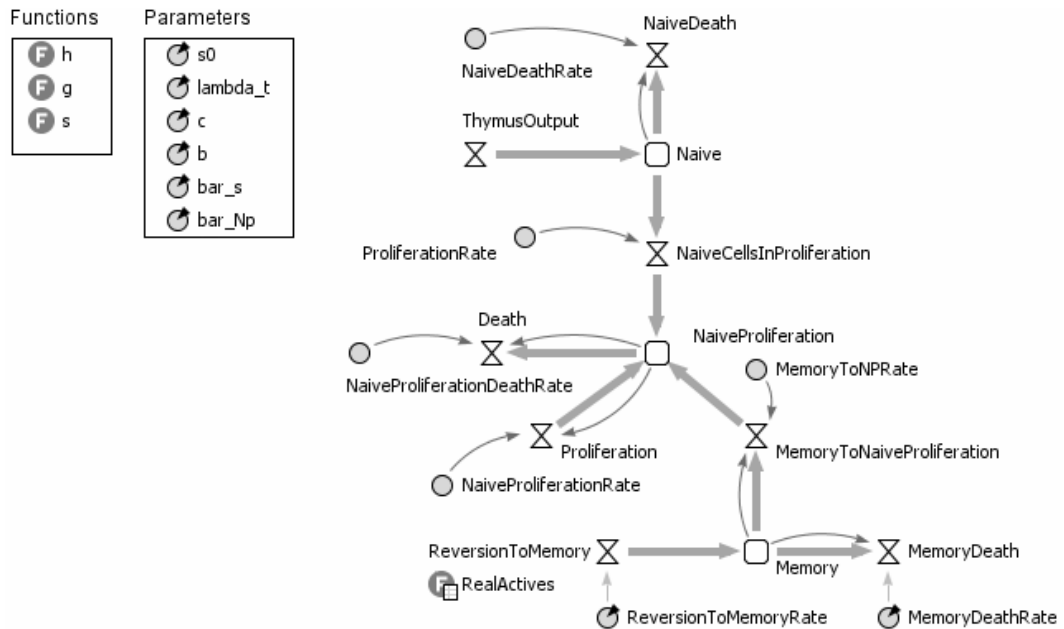 Functions
Parameters
h
g
s
s0
lambda_t
c
b
bar_s
bar_Np
NaiveDeath
NaiveDeathRate
ThymusOutput
Naive
ProliferationRate
NaiveCellsInProliferation
Death
NaiveProliferation
MemoryToNPRate
NaiveProliferationDeathRate
Proliferation
MemoryToNaiveProliferation
NaiveProliferationRate
ReversionToMemory
Memory
MemoryDeath
RealActives
ReversionToMemoryRate
MemoryDeathRate
F
F
F
F